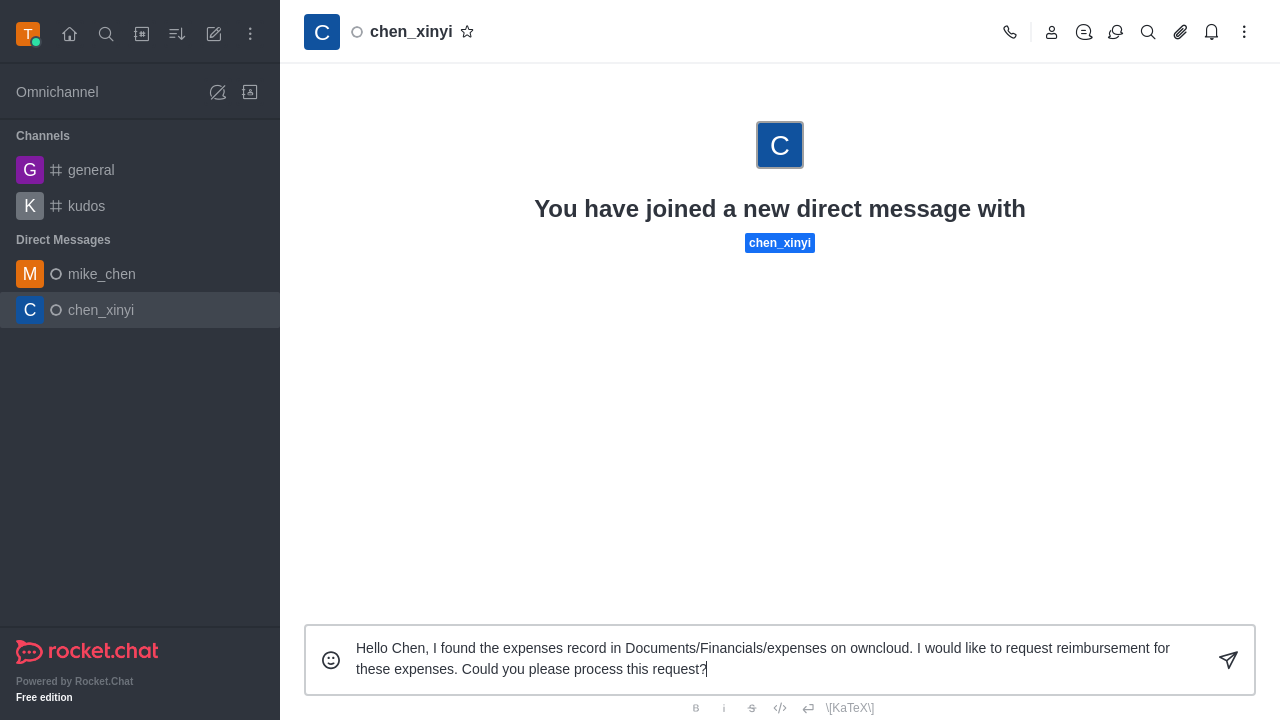 T
C
chen_xinyi
Omnichannel
Channels
G general
K kudos
Direct Messages
M mike_chen
C chen_xinyi
C
You have joined a new direct message with
chen_xinyi
Hello Chen, I found the expenses record in Documents/Financials/expenses on owncloud. I would like to request reimbursement for
these expenses. Could you please process this request?
B i S \[KaTeX\]
rocket.chat
Powered by Rocket.Chat
Free edition